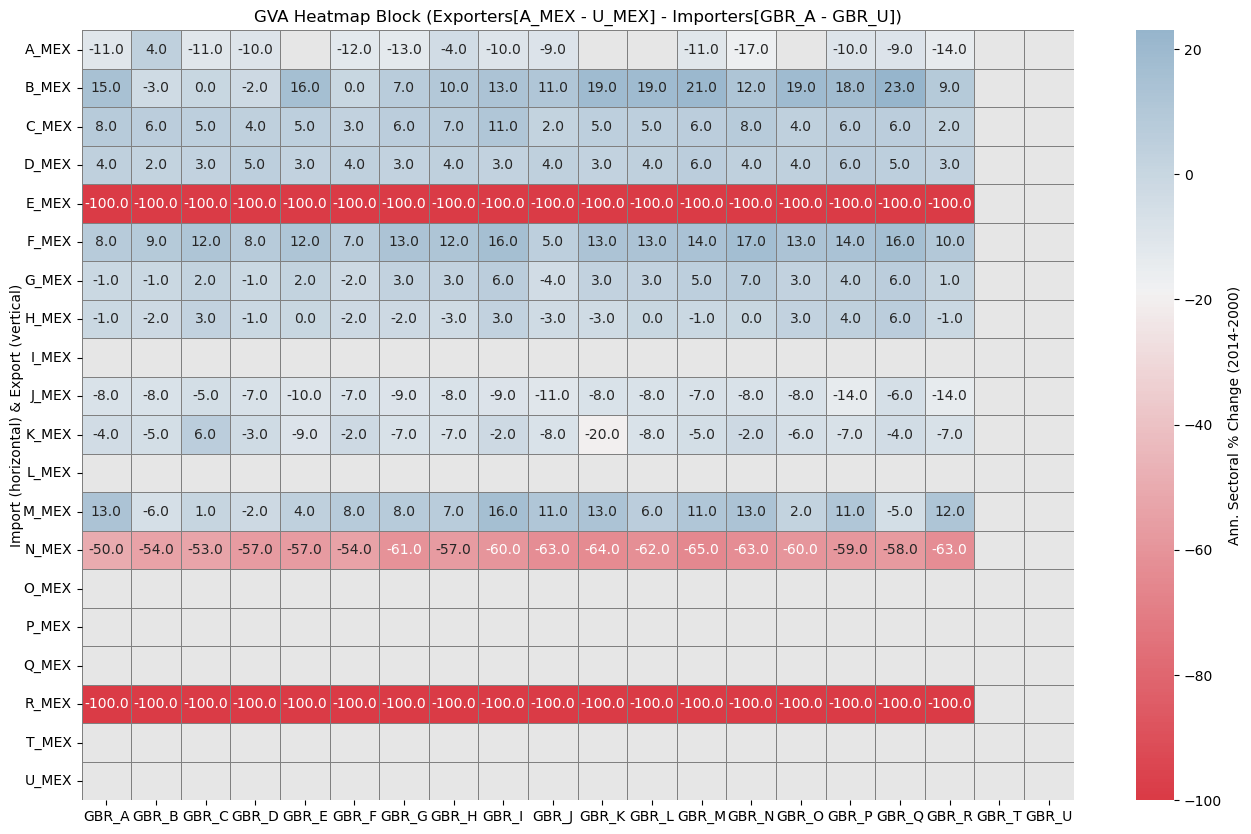 GVA Heatmap Block (Exporters[A_MEX - U_MEX] - Importers[GBR_A - GBR_U])
Import (horizontal) & Export (vertical)
A_MEX -11.0 4.0 -11.0 -10.0 -12.0 -13.0 -4.0 -10.0 -9.0 -11.0 -17.0 -10.0 -9.0 -14.0
B_MEX 15.0 -3.0 0.0 -2.0 16.0 0.0 7.0 10.0 13.0 11.0 19.0 19.0 21.0 12.0 19.0 18.0 23.0 9.0
C_MEX 8.0 6.0 5.0 4.0 5.0 3.0 6.0 7.0 11.0 2.0 5.0 5.0 6.0 8.0 4.0 6.0 6.0 2.0
D_MEX 4.0 2.0 3.0 5.0 3.0 4.0 3.0 4.0 3.0 4.0 3.0 4.0 6.0 4.0 4.0 6.0 5.0 3.0
E_MEX -100.0 -100.0 -100.0 -100.0 -100.0 -100.0 -100.0 -100.0 -100.0 -100.0 -100.0 -100.0 -100.0 -100.0 -100.0 -100.0 -100.0 -100.0
F_MEX 8.0 9.0 12.0 8.0 12.0 7.0 13.0 12.0 16.0 5.0 13.0 13.0 14.0 17.0 13.0 14.0 16.0 10.0
G_MEX -1.0 -1.0 2.0 -1.0 2.0 -2.0 3.0 3.0 6.0 -4.0 3.0 3.0 5.0 7.0 3.0 4.0 6.0 1.0
H_MEX -1.0 -2.0 3.0 -1.0 0.0 -2.0 -2.0 -3.0 3.0 -3.0 -3.0 0.0 -1.0 0.0 3.0 4.0 6.0 -1.0
I_MEX
J_MEX -8.0 -8.0 -5.0 -7.0 -10.0 -7.0 -9.0 -8.0 -9.0 -11.0 -8.0 -8.0 -7.0 -8.0 -8.0 -14.0 -6.0 -14.0
K_MEX -4.0 -5.0 6.0 -3.0 -9.0 -2.0 -7.0 -7.0 -2.0 -8.0 -20.0 -8.0 -5.0 -2.0 -6.0 -7.0 -4.0 -7.0
L_MEX
M_MEX 13.0 -6.0 1.0 -2.0 4.0 8.0 8.0 7.0 16.0 11.0 13.0 6.0 11.0 13.0 2.0 11.0 -5.0 12.0
N_MEX -50.0 -54.0 -53.0 -57.0 -57.0 -54.0 -61.0 -57.0 -60.0 -63.0 -64.0 -62.0 -65.0 -63.0 -60.0 -59.0 -58.0 -63.0
O_MEX
P_MEX
Q_MEX
R_MEX -100.0 -100.0 -100.0 -100.0 -100.0 -100.0 -100.0 -100.0 -100.0 -100.0 -100.0 -100.0 -100.0 -100.0 -100.0 -100.0 -100.0 -100.0
T_MEX
U_MEX
GBR_A GBR_B GBR_C GBR_D GBR_E GBR_F GBR_G GBR_H GBR_I GBR_J GBR_K GBR_L GBR_M GBR_N GBR_O GBR_P GBR_Q GBR_R GBR_T GBR_U
20
0
−20
−40
−60
−80
−100
Ann. Sectoral % Change (2014-2000)